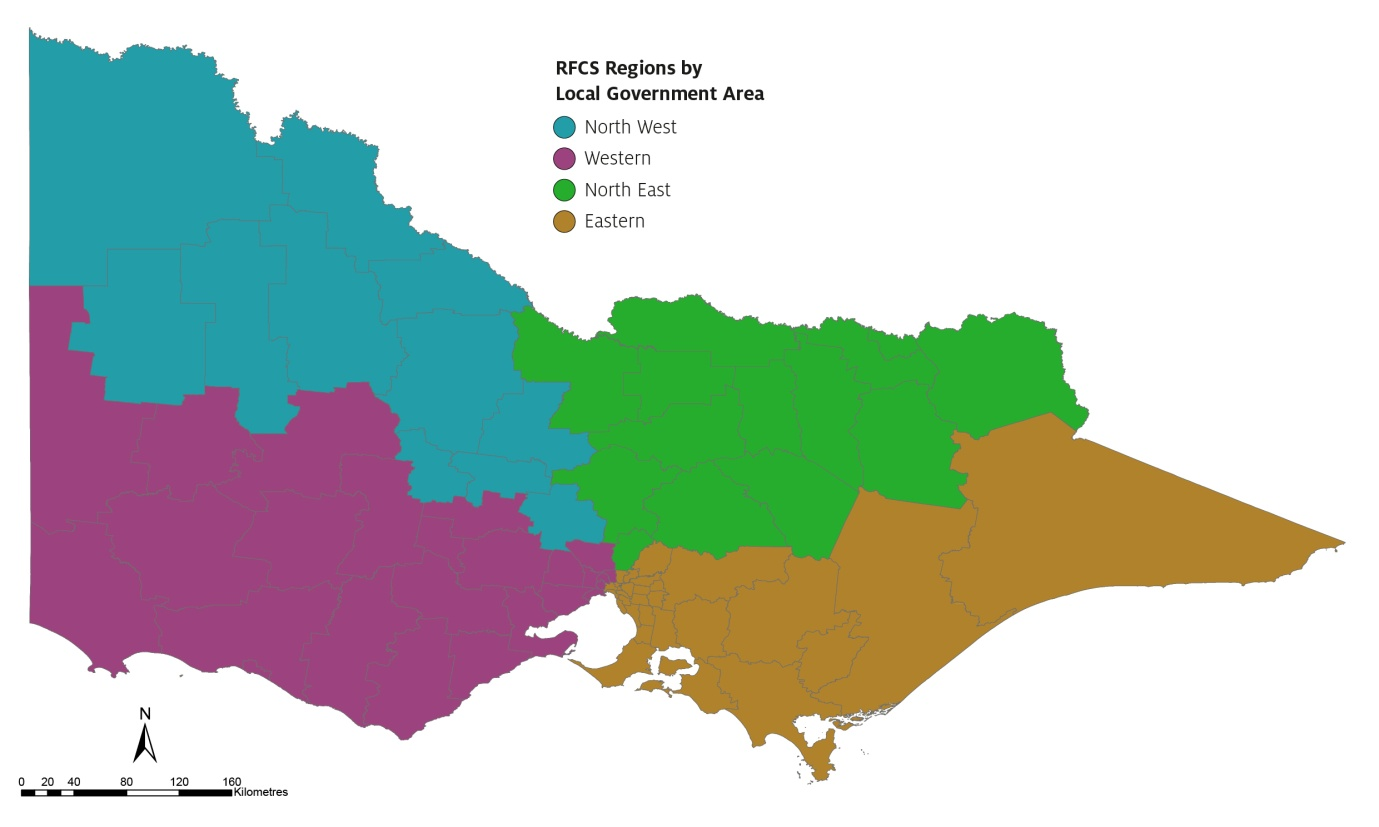 RFCS Regions by
Local Government Area
North West
Western
North East
Eastern
N
0 20 40 80 120 160
Kilometres